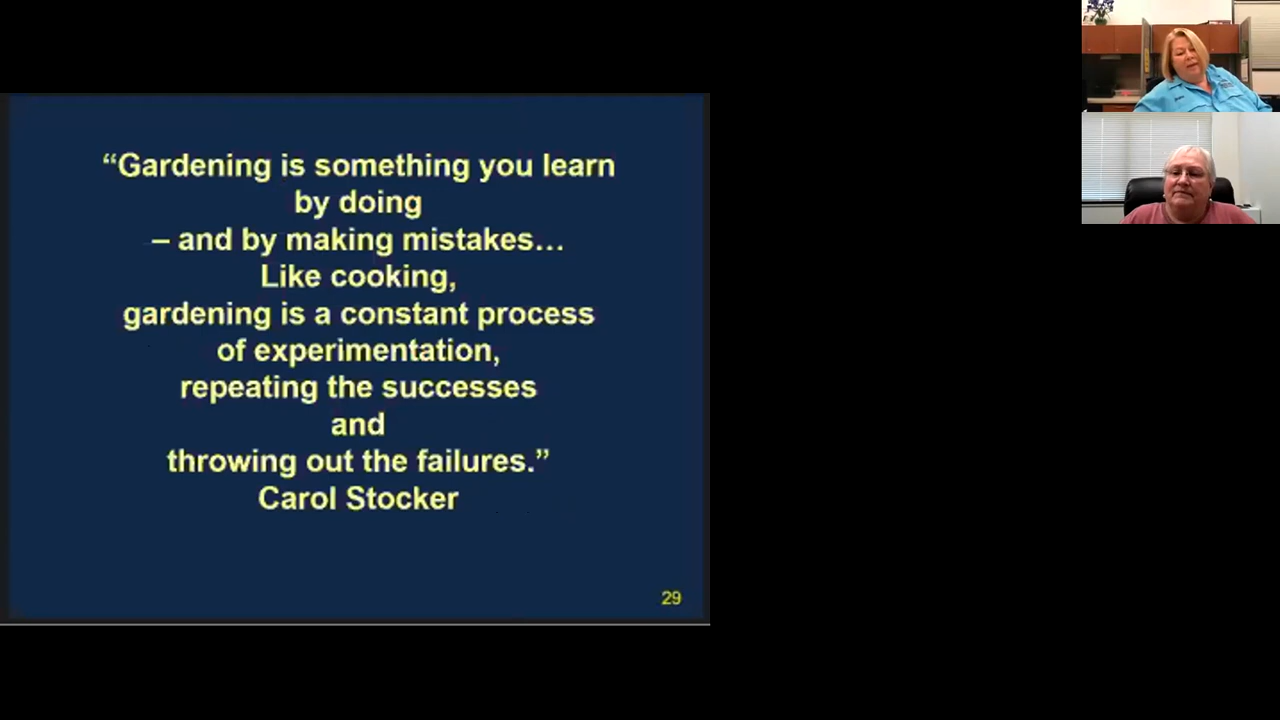 “Gardening is something you learn
by doing
– and by making mistakes…
Like cooking,
gardening is a constant process
of experimentation,
repeating the successes
and
throwing out the failures.”
Carol Stocker
29